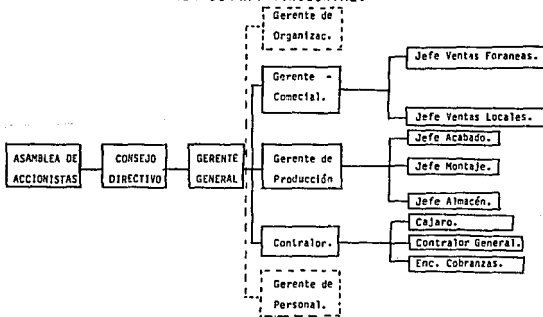 Gerente de
Organizac.
Gerente -
Comecial.
Jefe Ventas Foraneas.
Jefe Ventas Locales.
ASAMBLEA DE
ACCIONISTAS
CONSEJO
DIRECTIVO
GERENTE
GENERAL
Gerente de
Producción
Jefe Acabado.
Jefe Montaje.
Jefe Almacén.
Contralor.
Cajaro.
Contralor General.
Enc. Cobranzas.
Gerente de
Personal.